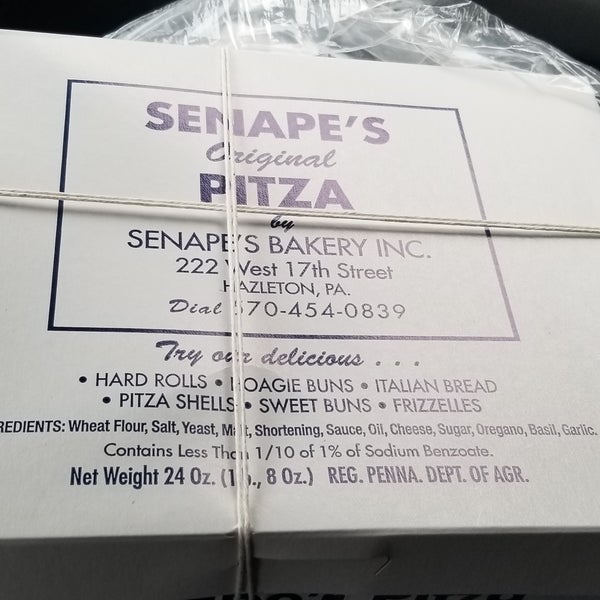 SENAPE'S
Original
PITZA
by
SENAPE'S BAKERY INC.
222 West 17th Street
HAZLETON, PA.
Dial 570-454-0839
Try our delicious . . .
• HARD ROLLS • HOAGIE BUNS • ITALIAN BREAD
• PITZA SHELLS • SWEET BUNS • FRIZZELLES
REDIENTS: Wheat Flour, Salt, Yeast, Malt, Shortening, Sauce, Oil, Cheese, Sugar, Oregano, Basil, Garlic.
Contains Less Than 1/10 of 1% of Sodium Benzoate.
Net Weight 24 Oz. (1 lb., 8 Oz.) REG. PENNA. DEPT. OF AGR.